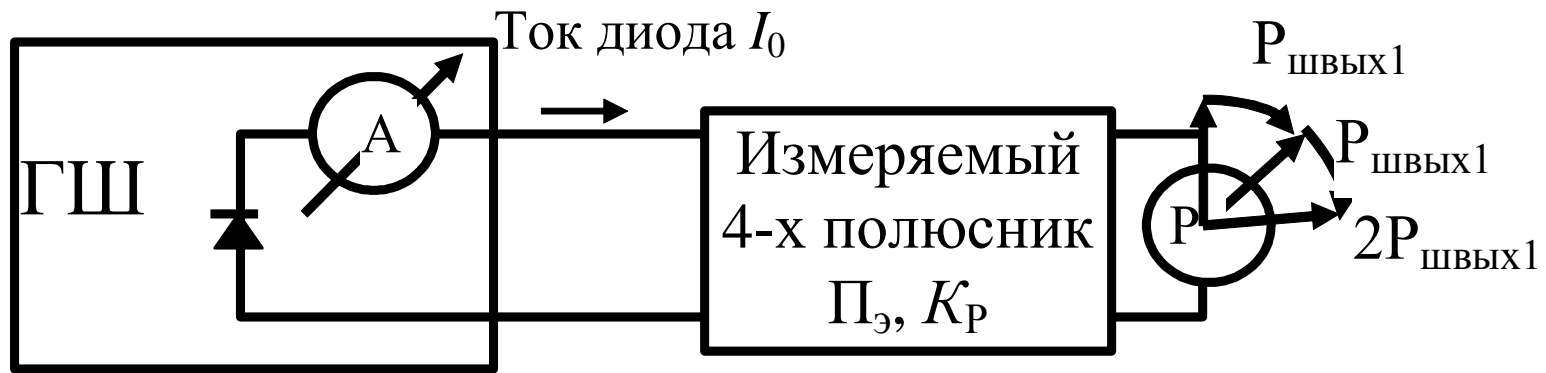 Ток диода I₀
Pшвых1
ГШ
A
Измеряемый
4-х полюсник
Пэ, KP
P
Pшвых1
2Pшвых1